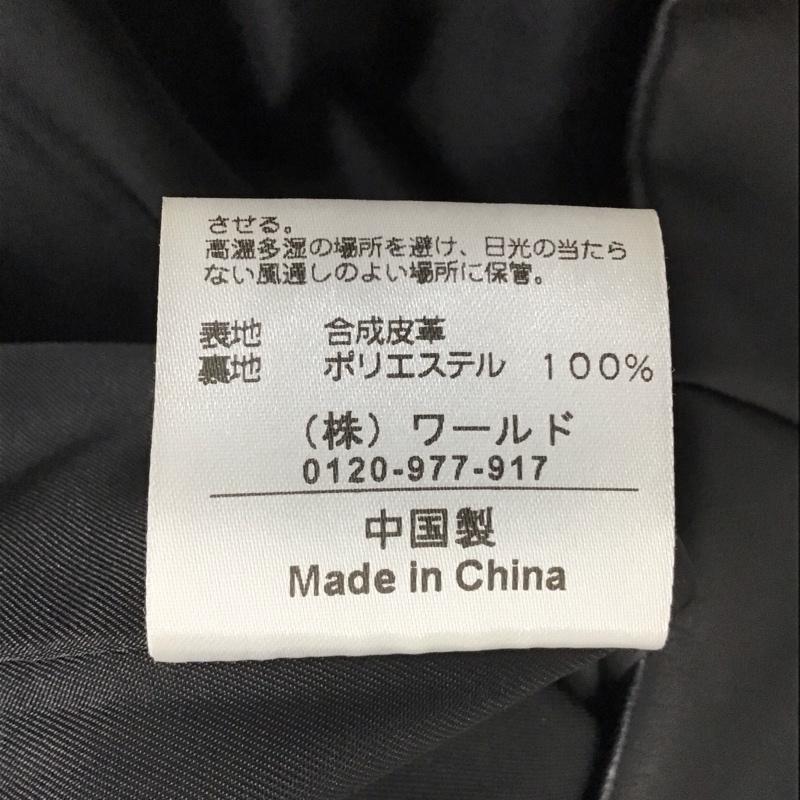 させる。
高温多湿の場所を避け、日光の当たら
ない風通しのよい場所に保管。
表地 合成皮革
裏地 ポリエステル 100%
(株) ワールド
0120-977-917
中国製
Made in China